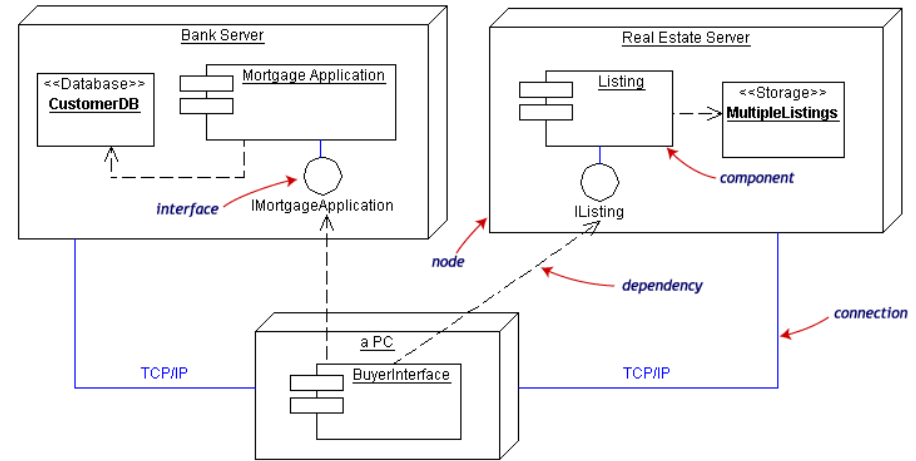 Bank Server
<<Database>>
CustomerDB
Mortgage Application
interface
IMortgageApplication
Real Estate Server
Listing
<<Storage>>
MultipleListings
component
IListing
node
dependency
connection
a PC
BuyerInterface
TCP/IP
TCP/IP